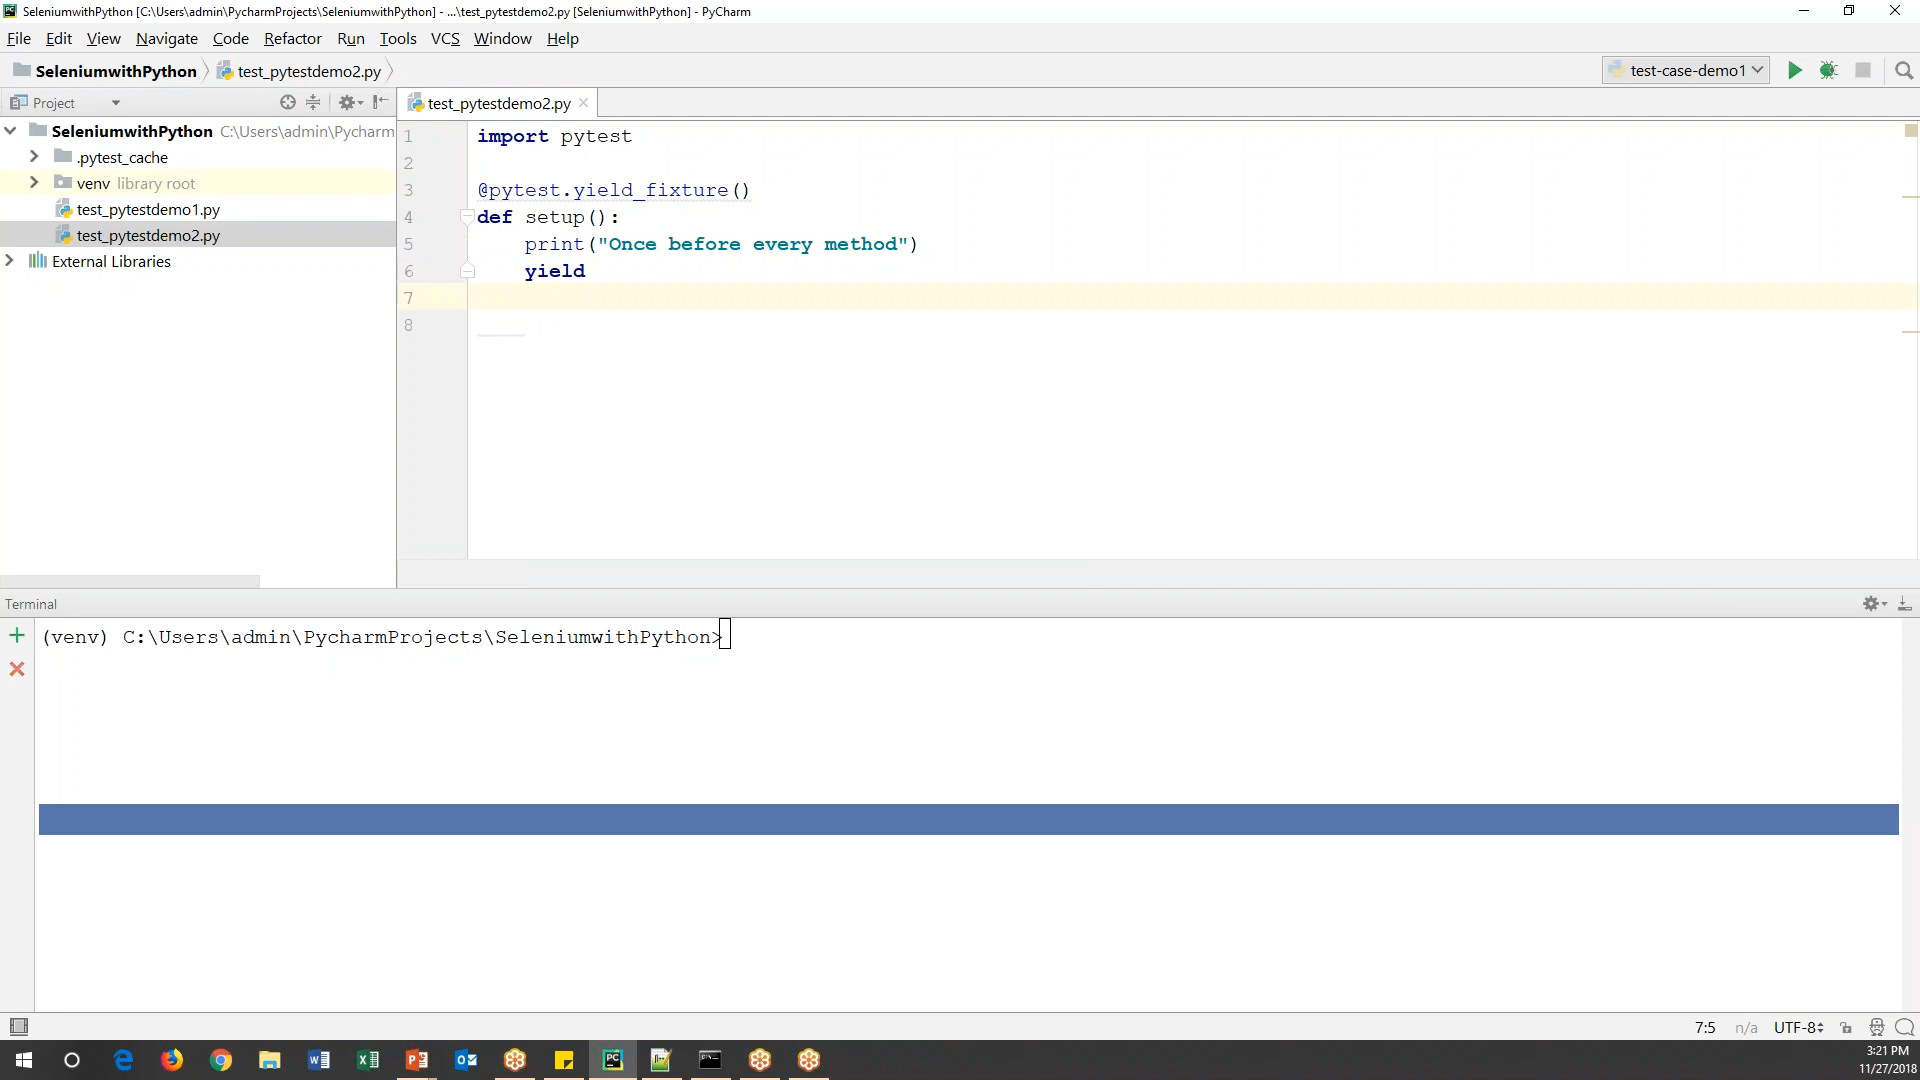 SeleniumwithPython [C:\Users\admin\PycharmProjects\SeleniumwithPython] - ...\test_pytestdemo2.py [SeleniumwithPython] - PyCharm
File Edit View Navigate Code Refactor Run Tools VCS Window Help
SeleniumwithPython test_pytestdemo2.py test-case-demo1
Project test_pytestdemo2.py
SeleniumwithPython C:\Users\admin\Pycharm
.pytest_cache
venv library root
test_pytestdemo1.py
test_pytestdemo2.py
External Libraries
1 import pytest
2
3 @pytest.yield_fixture()
4 def setup():
5 print("Once before every method")
6 yield
7
8
Terminal
(venv) C:\Users\admin\PycharmProjects\SeleniumwithPython>
7:5 n/a UTF-8
3:21 PM
11/27/2018